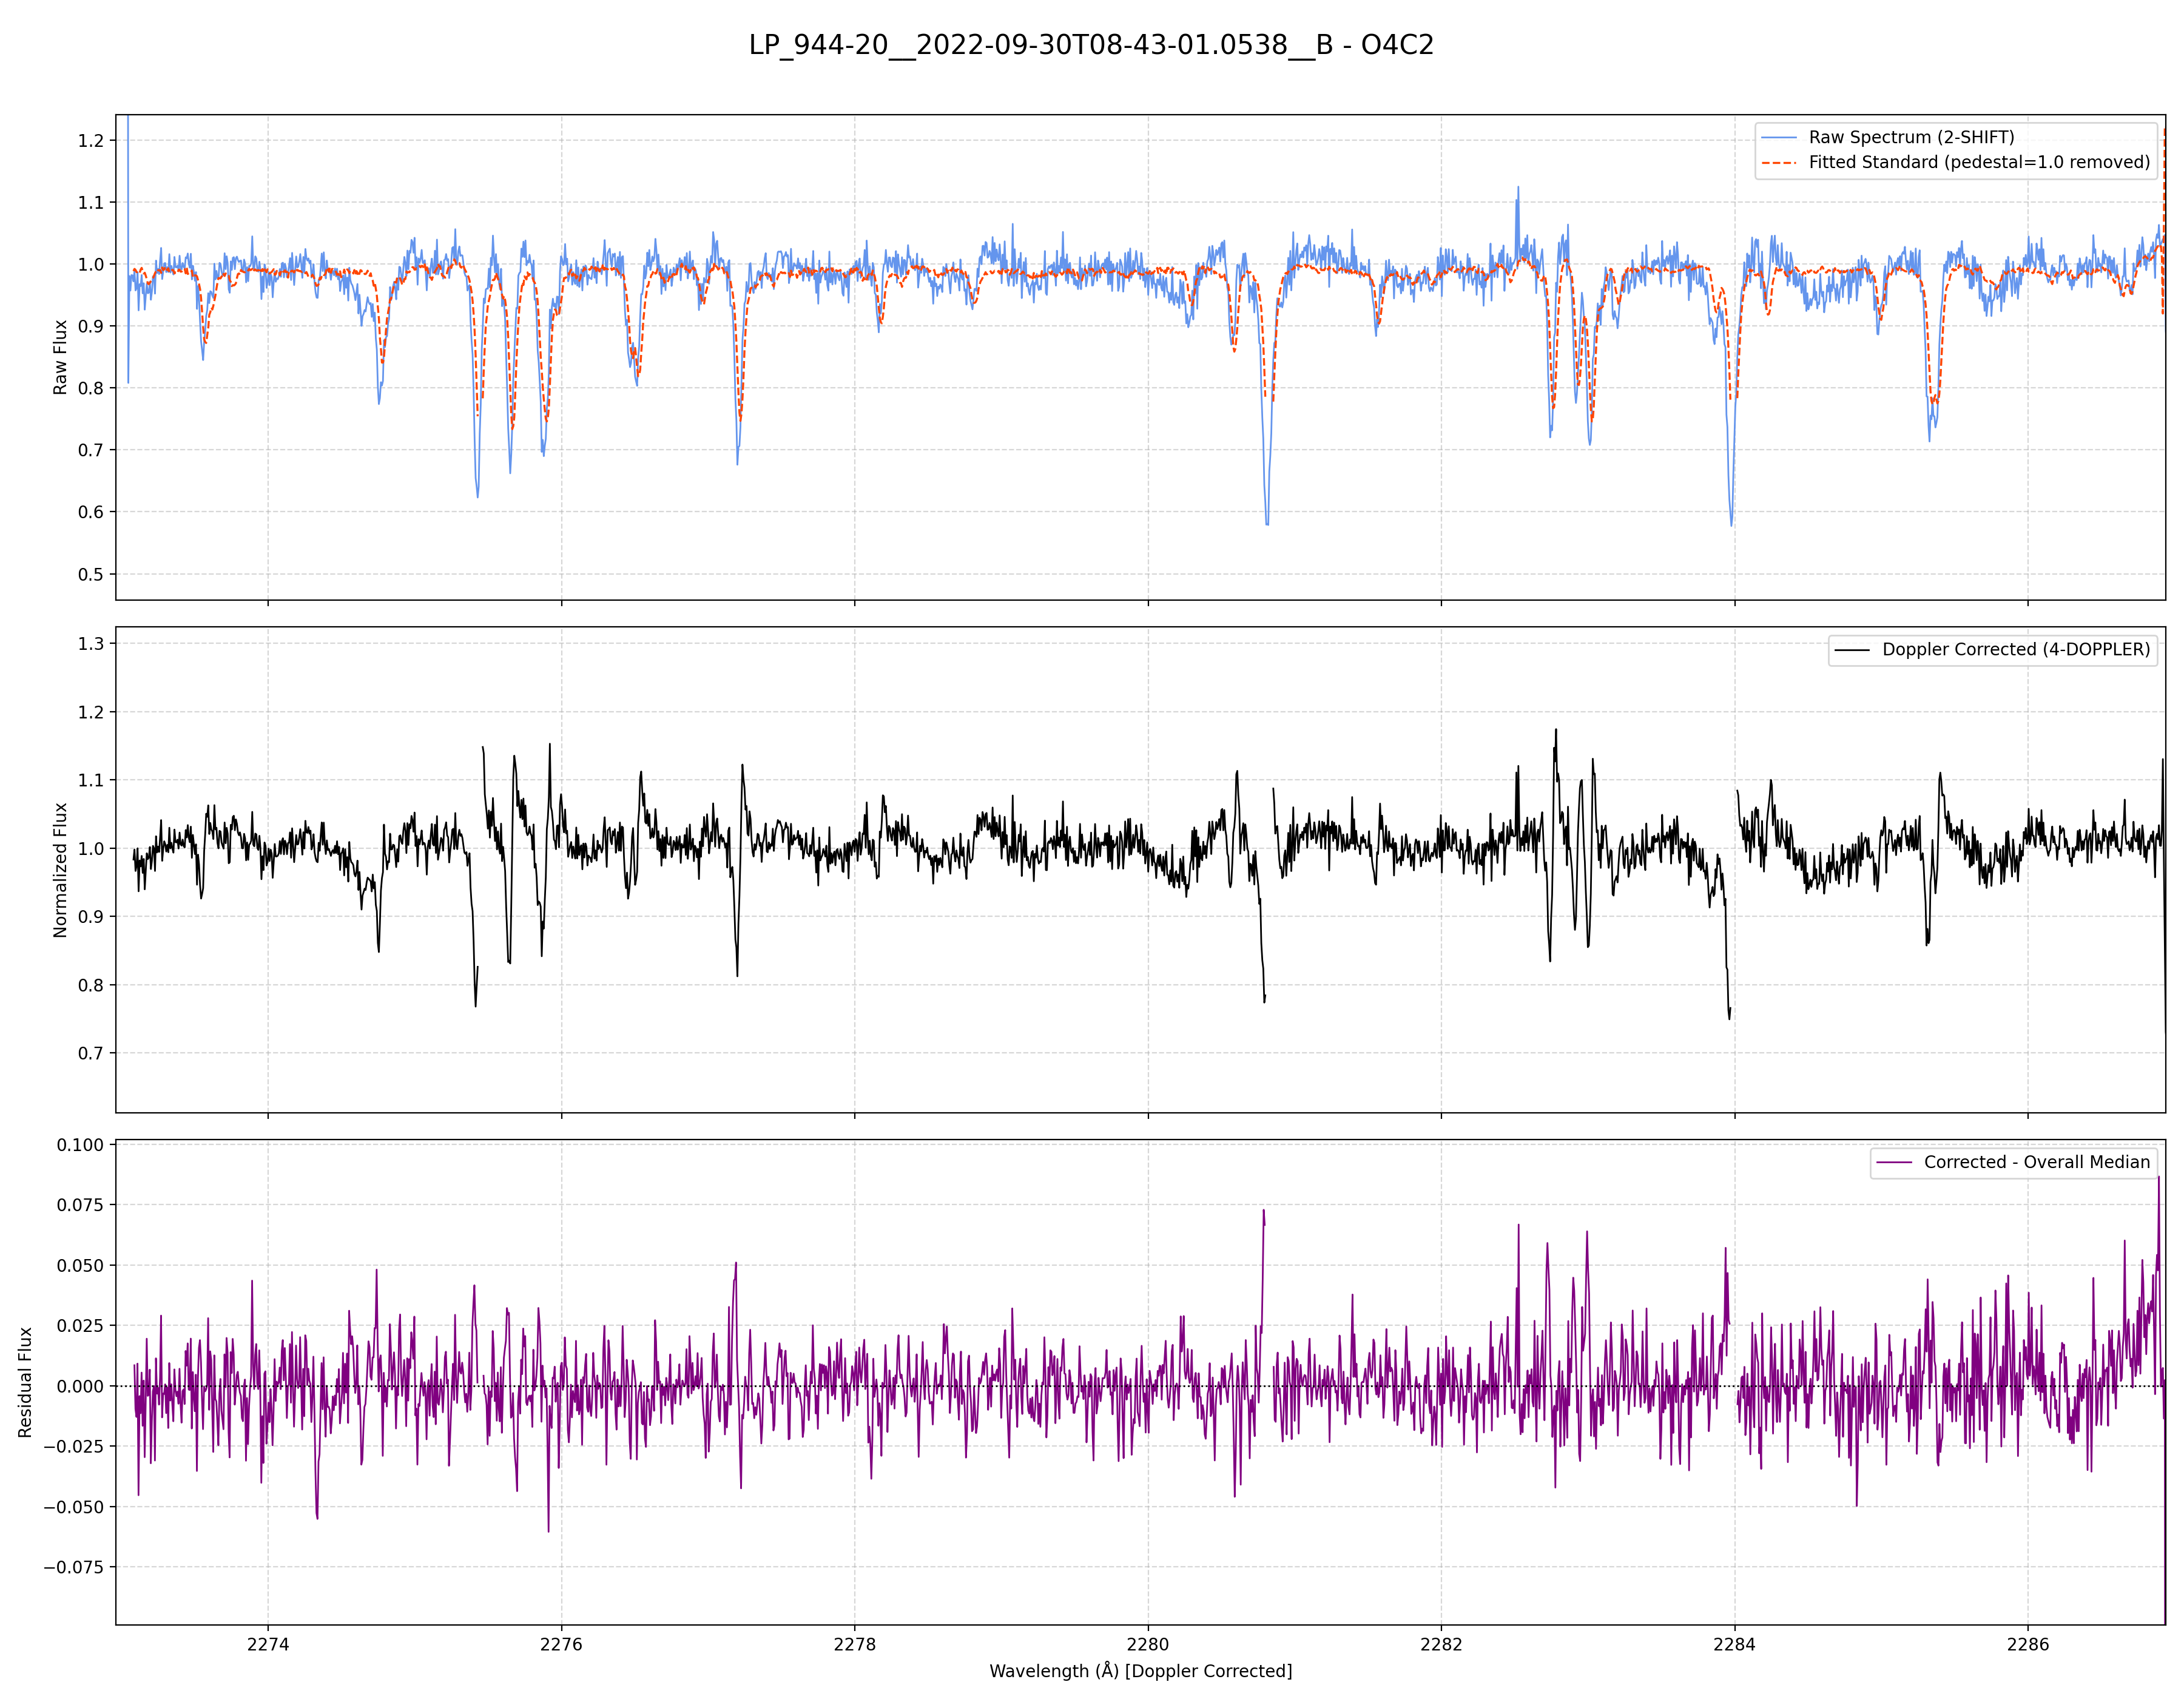 LP_944-20__2022-09-30T08-43-01.0538__B - O4C2
Raw Flux
1.2
1.1
1.0
0.9
0.8
0.7
0.6
0.5
Raw Spectrum (2-SHIFT)
Fitted Standard (pedestal=1.0 removed)
Normalized Flux
1.3
1.2
1.1
1.0
0.9
0.8
0.7
Doppler Corrected (4-DOPPLER)
Residual Flux
0.100
0.075
0.050
0.025
0.000
−0.025
−0.050
−0.075
Corrected - Overall Median
2274 2276 2278 2280 2282 2284 2286
Wavelength (Å) [Doppler Corrected]